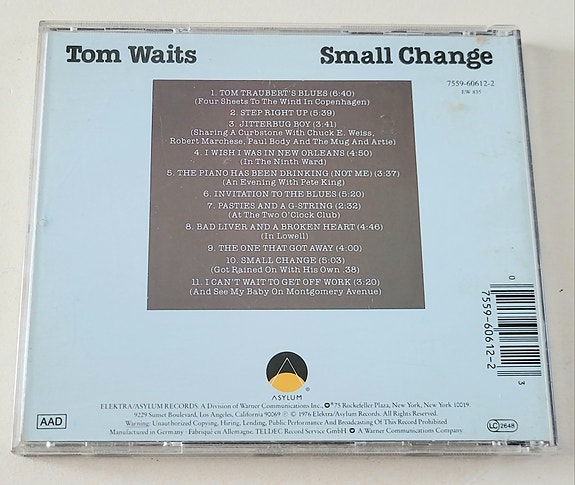 Tom Waits Small Change
7559-60612-2
EW 835
1. TOM TRAUBERT'S BLUES (6:40)
(Four Sheets To The Wind In Copenhagen)
2. STEP RIGHT UP (5:39)
3. JITTERBUG BOY (3:41)
(Sharing A Curbstone With Chuck E. Weiss,
Robert Marchese, Paul Body And The Mug And Artie)
4. I WISH I WAS IN NEW ORLEANS (4:50)
(In The Ninth Ward)
5. THE PIANO HAS BEEN DRINKING (NOT ME) (3:37)
(An Evening With Pete King)
6. INVITATION TO THE BLUES (5:20)
7. PASTIES AND A G-STRING (2:32)
(At The Two O'Clock Club)
8. BAD LIVER AND A BROKEN HEART (4:46)
(In Lowell)
9. THE ONE THAT GOT AWAY (4:00)
10. SMALL CHANGE (5:03)
(Got Rained On With His Own .38)
11. I CAN'T WAIT TO GET OFF WORK (3:20)
(And See My Baby On Montgomery Avenue)
0
7559-60612-2
3
ASYLUM ®
ELEKTRA/ASYLUM RECORDS, A Division of Warner Communications Inc., 75 Rockefeller Plaza, New York, New York 10019
9229 Sunset Boulevard, Los Angeles, California 90069 ℗ © 1976 Elektra/Asylum Records. All Rights Reserved.
Warning: Unauthorized Copying, Hiring, Lending, Public Performance And Broadcasting Of This Record Prohibited
Manufactured in Germany · Fabriqué en Allemagne. TELDEC Record Service GmbH. A Warner Communications Company
AAD
LC 2648